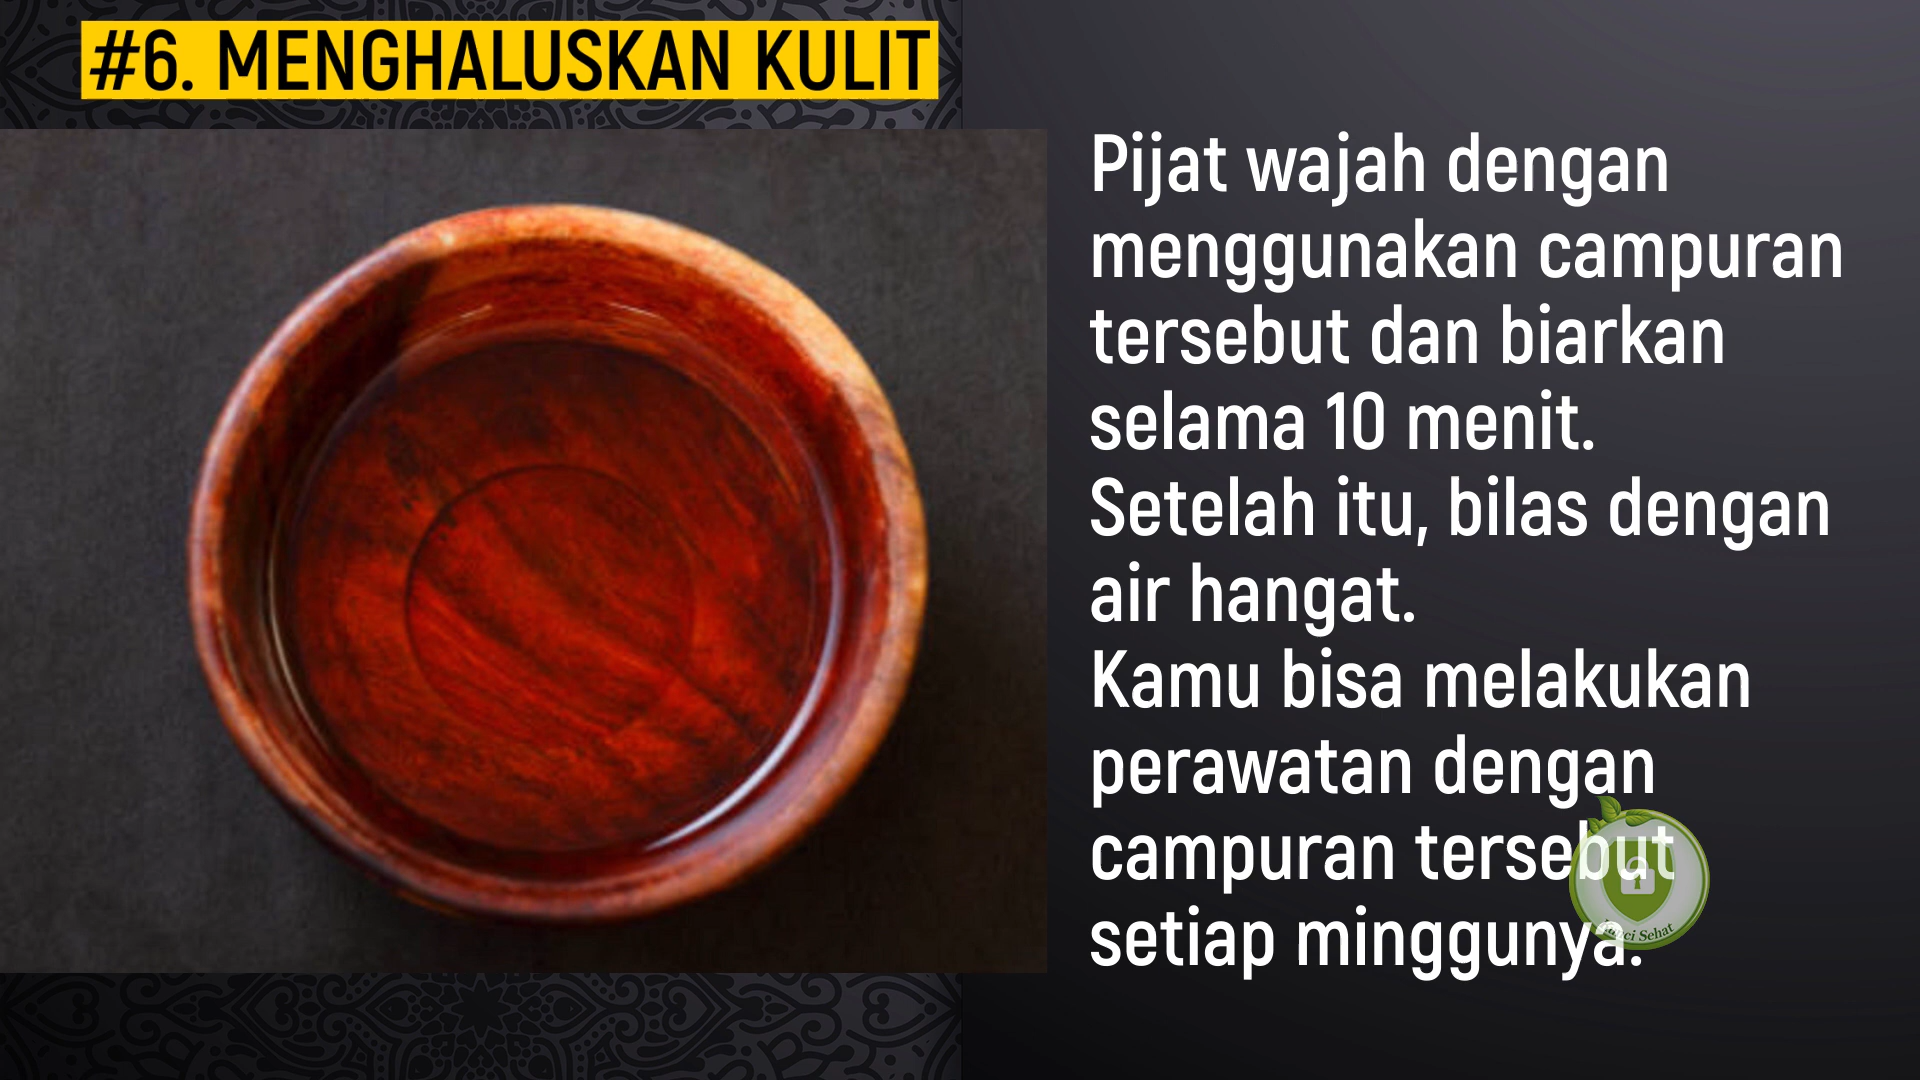 #6. MENGHALUSKAN KULIT
Pijat wajah dengan
menggunakan campuran
tersebut dan biarkan
selama 10 menit.
Setelah itu, bilas dengan
air hangat.
Kamu bisa melakukan
perawatan dengan
campuran tersebut
setiap minggunya.
Sehat